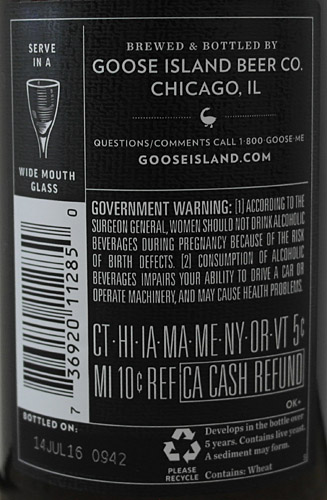 SERVE
IN A
WIDE MOUTH
GLASS
BREWED & BOTTLED BY
GOOSE ISLAND BEER CO.
CHICAGO, IL
QUESTIONS/COMMENTS CALL 1·800·GOOSE·ME
GOOSEISLAND.COM
GOVERNMENT WARNING: (1) ACCORDING TO THE
SURGEON GENERAL, WOMEN SHOULD NOT DRINK ALCOHOLIC
BEVERAGES DURING PREGNANCY BECAUSE OF THE RISK
OF BIRTH DEFECTS. (2) CONSUMPTION OF ALCOHOLIC
BEVERAGES IMPAIRS YOUR ABILITY TO DRIVE A CAR OR
OPERATE MACHINERY, AND MAY CAUSE HEALTH PROBLEMS.
7 36920 11285 0
CT·HI·IA·MA·ME·NY·OR·VT 5¢
MI 10¢ REF CA CASH REFUND
OK+
BOTTLED ON:
14JUL16 0942
PLEASE
RECYCLE
Develops in the bottle over
5 years. Contains live yeast.
A sediment may form.
Contains: Wheat